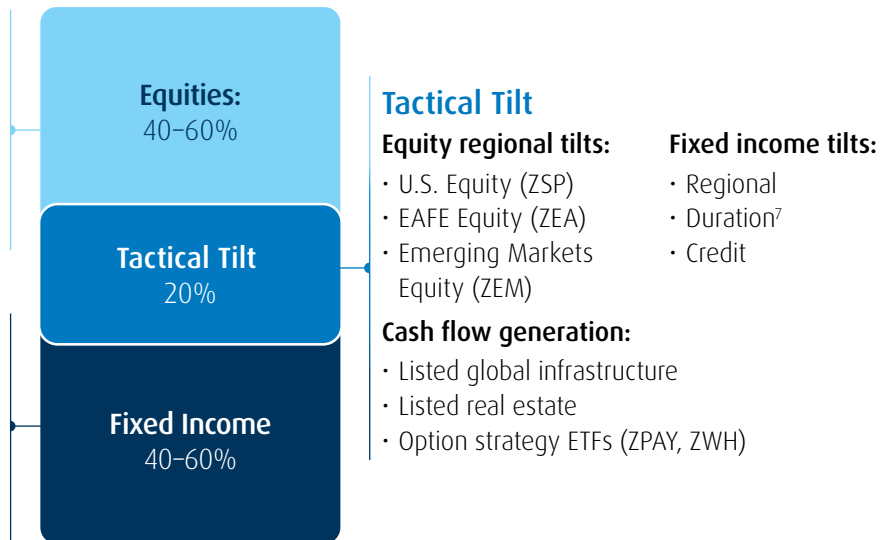 Equities:
40–60%
Tactical Tilt
20%
Fixed Income
40–60%
Tactical Tilt
Equity regional tilts:
· U.S. Equity (ZSP)
· EAFE Equity (ZEA)
· Emerging Markets
Equity (ZEM)
Fixed income tilts:
· Regional
· Duration⁷
· Credit
Cash flow generation:
· Listed global infrastructure
· Listed real estate
· Option strategy ETFs (ZPAY, ZWH)